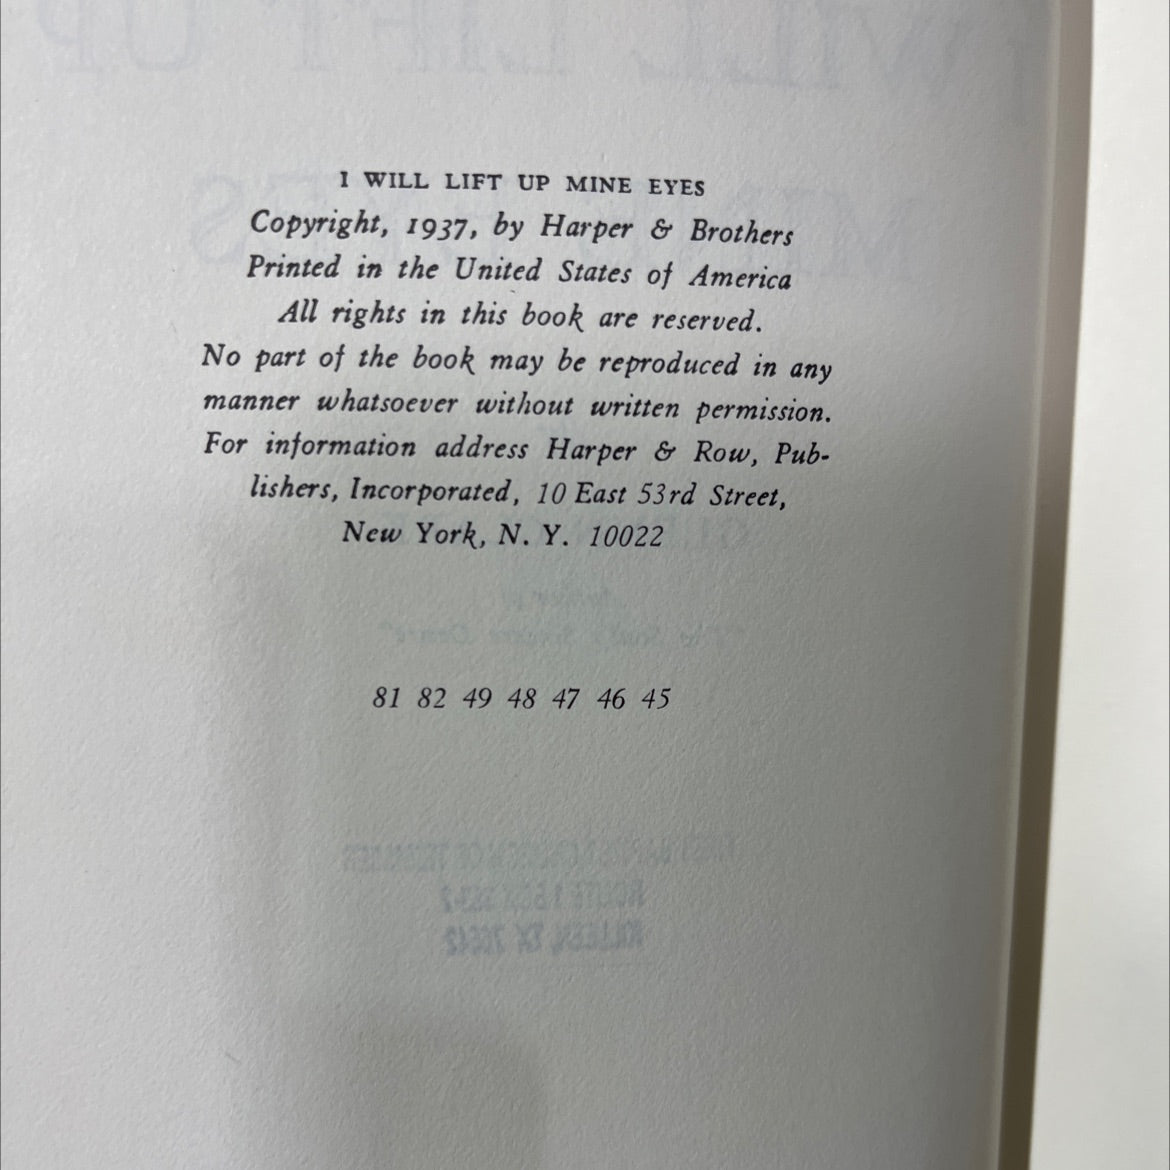 I WILL LIFT UP MINE EYES
Copyright, 1937, by Harper & Brothers
Printed in the United States of America
All rights in this book are reserved.
No part of the book may be reproduced in any
manner whatsoever without written permission.
For information address Harper & Row, Pub-
lishers, Incorporated, 10 East 53rd Street,
New York, N. Y. 10022
81 82 49 48 47 46 45